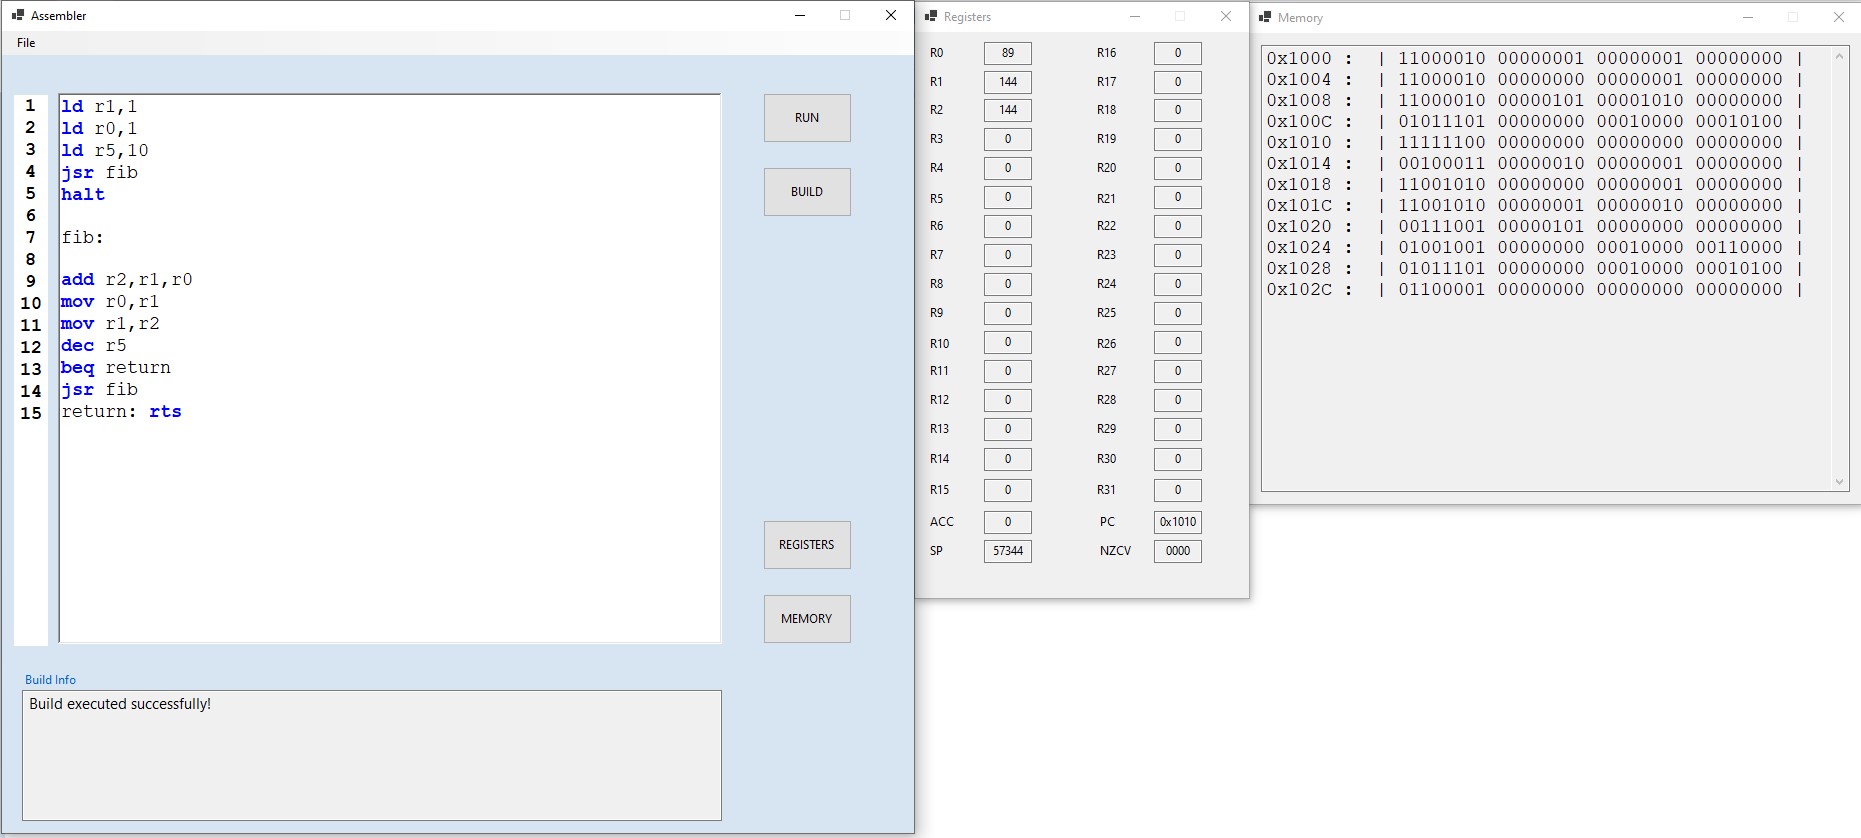 Assembler
File
1 ld r1,1
2 ld r0,1
3 ld r5,10
4 jsr fib
5 halt
6
7 fib:
8
9 add r2,r1,r0
10 mov r0,r1
11 mov r1,r2
12 dec r5
13 beq return
14 jsr fib
15 return: rts
RUN
BUILD
REGISTERS
MEMORY
Build Info
Build executed successfully!
Registers
R0 89 R16 0
R1 144 R17 0
R2 144 R18 0
R3 0 R19 0
R4 0 R20 0
R5 0 R21 0
R6 0 R22 0
R7 0 R23 0
R8 0 R24 0
R9 0 R25 0
R10 0 R26 0
R11 0 R27 0
R12 0 R28 0
R13 0 R29 0
R14 0 R30 0
R15 0 R31 0
ACC 0 PC 0x1010
SP 57344 NZCV 0000
Memory
0x1000 : | 11000010 00000001 00000001 00000000 |
0x1004 : | 11000010 00000000 00000001 00000000 |
0x1008 : | 11000010 00000101 00001010 00000000 |
0x100C : | 01011101 00000000 00010000 00010100 |
0x1010 : | 11111100 00000000 00000000 00000000 |
0x1014 : | 00100011 00000010 00000001 00000000 |
0x1018 : | 11001010 00000000 00000001 00000000 |
0x101C : | 11001010 00000001 00000010 00000000 |
0x1020 : | 00111001 00000101 00000000 00000000 |
0x1024 : | 01001001 00000000 00010000 00110000 |
0x1028 : | 01011101 00000000 00010000 00010100 |
0x102C : | 01100001 00000000 00000000 00000000 |